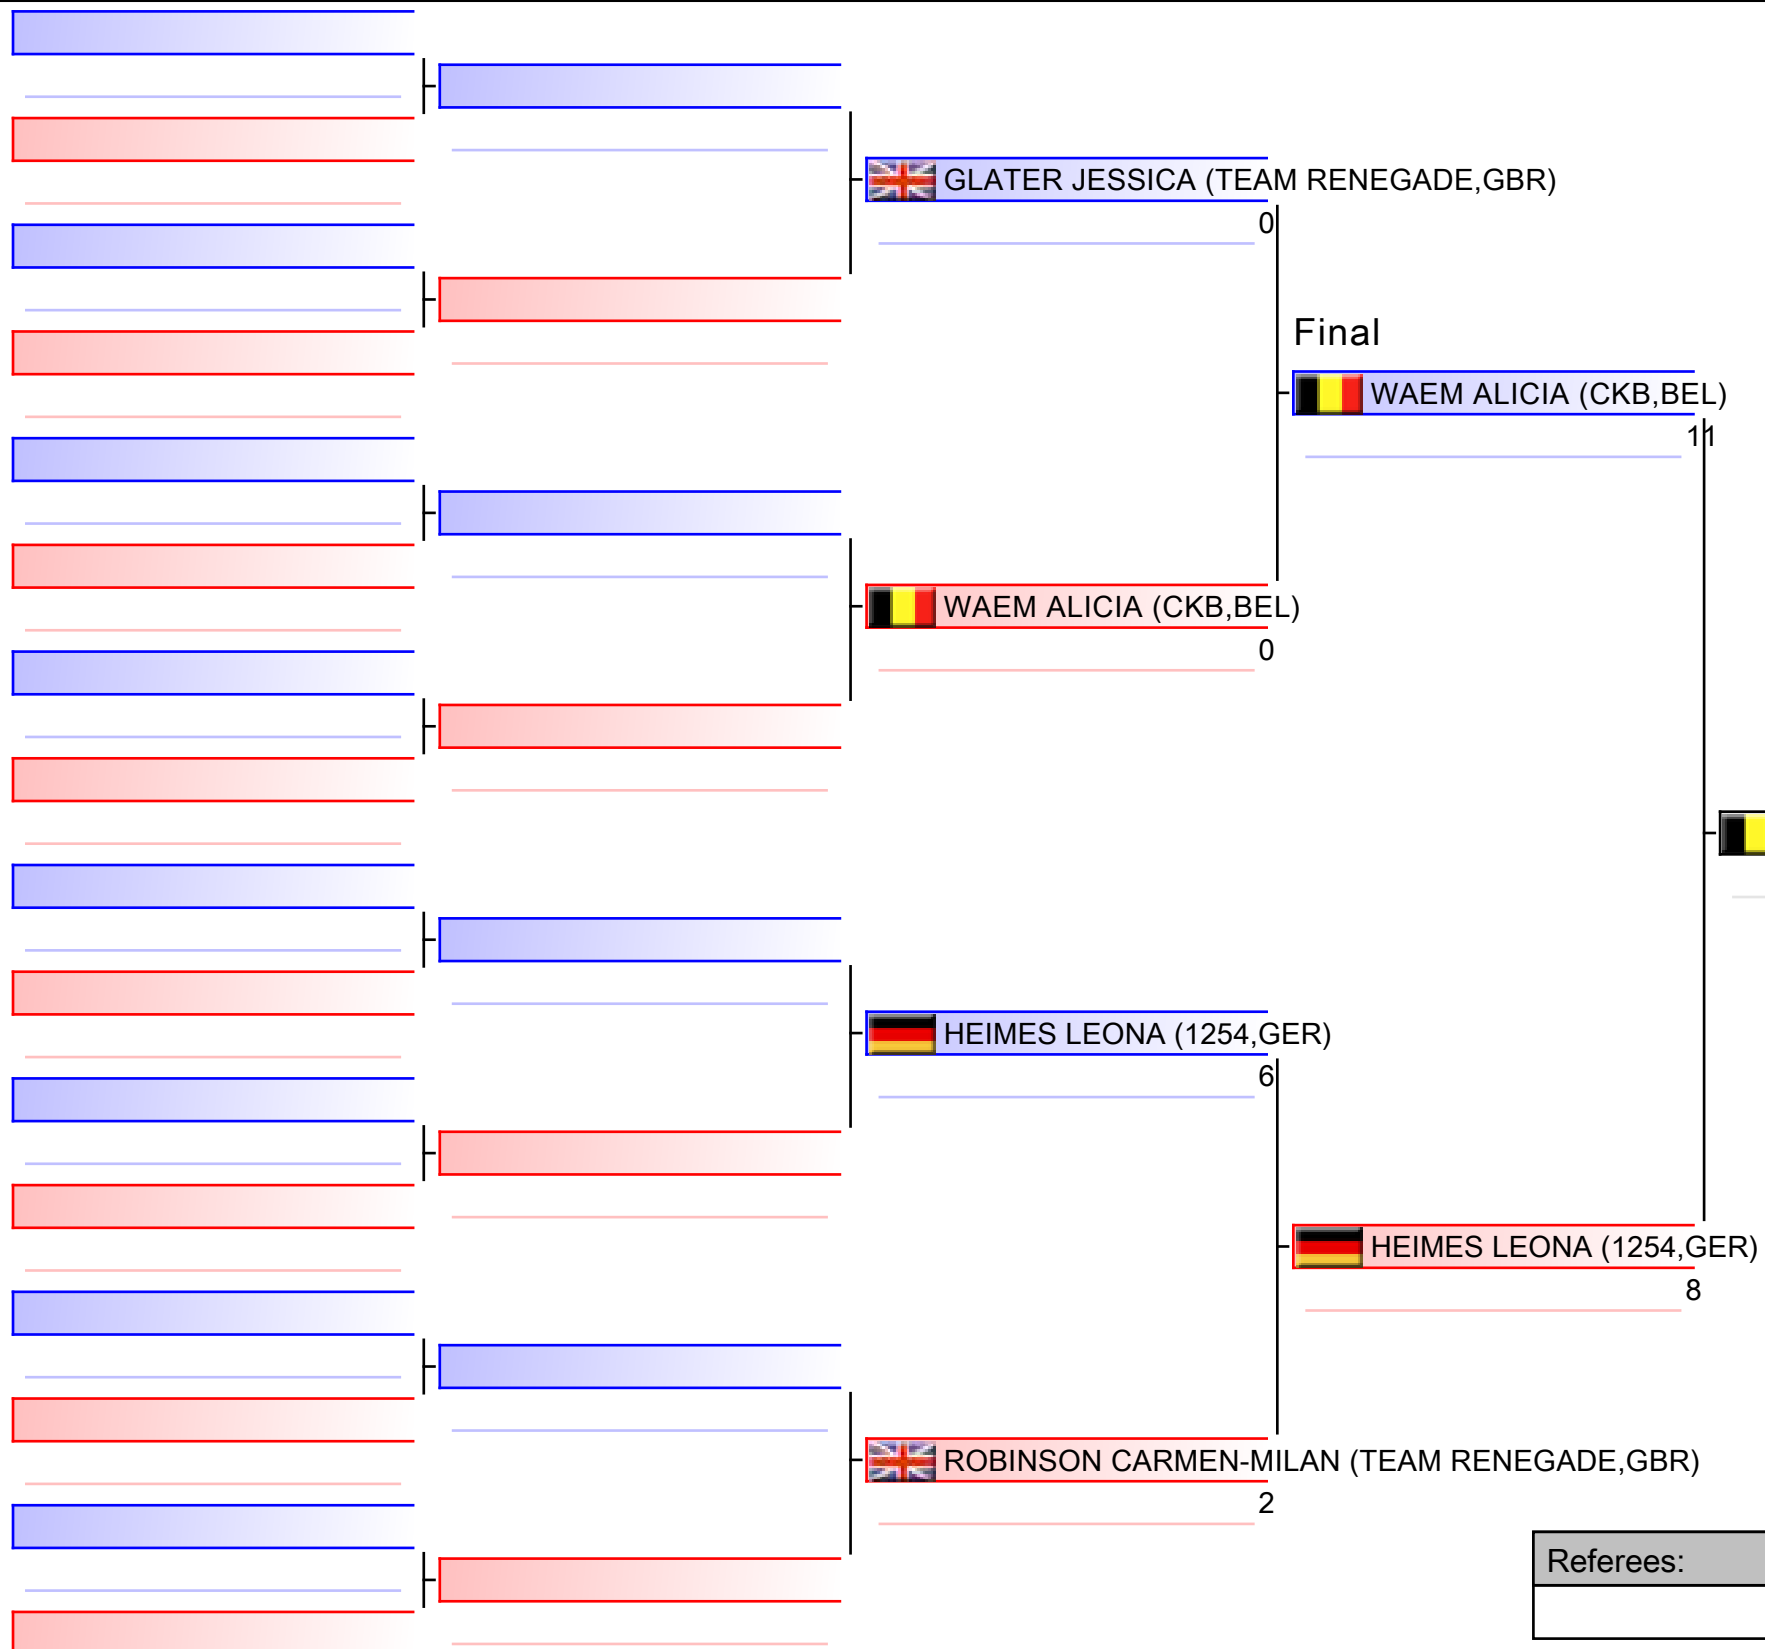 GLATER JESSICA (TEAM RENEGADE,GBR)
0
Final
WAEM ALICIA (CKB,BEL)
11
WAEM ALICIA (CKB,BEL)
0
HEIMES LEONA (1254,GER)
6
HEIMES LEONA (1254,GER)
8
ROBINSON CARMEN-MILAN (TEAM RENEGADE,GBR)
2
Referees: